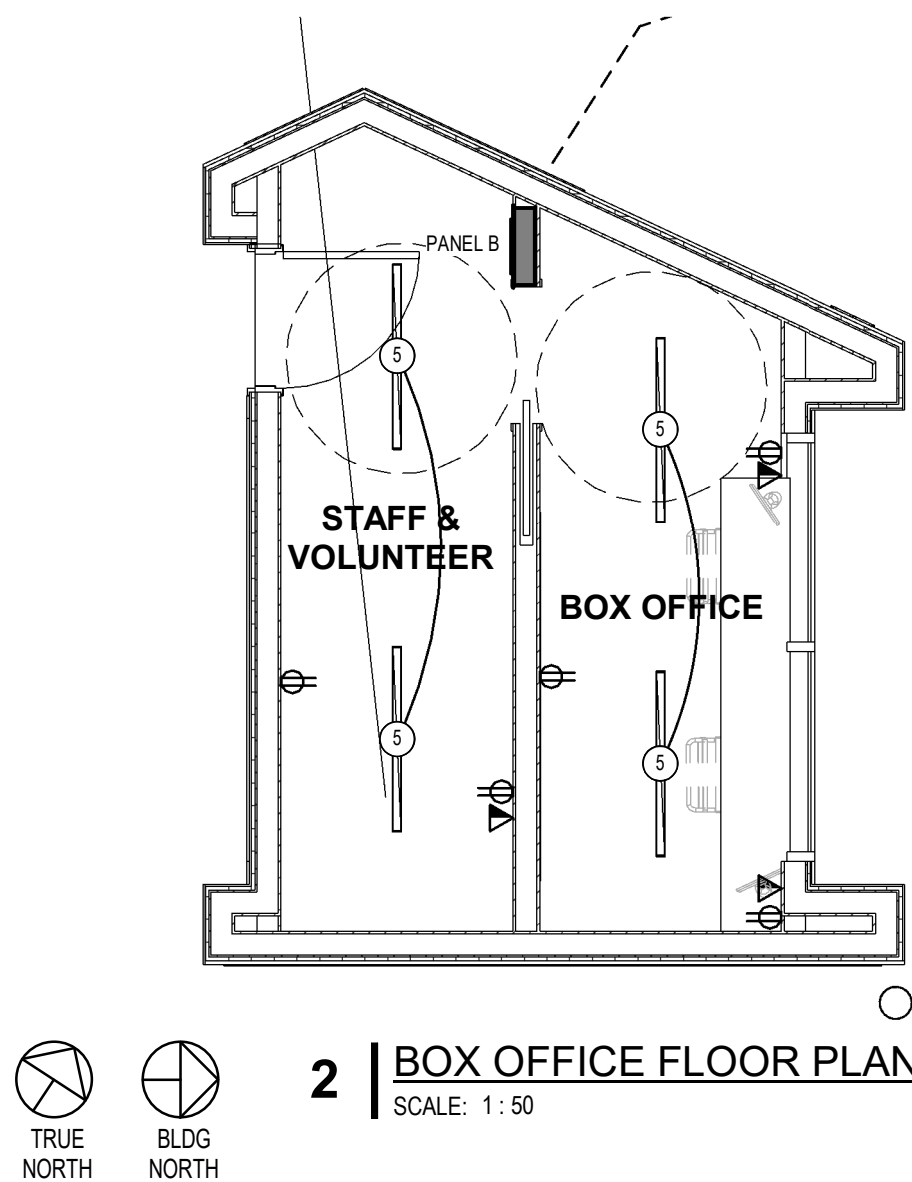 PANEL B
5
5
STAFF &
VOLUNTEER
BOX OFFICE
5
5
2
BOX OFFICE FLOOR PLAN
SCALE: 1 : 50
TRUE
NORTH
BLDG
NORTH